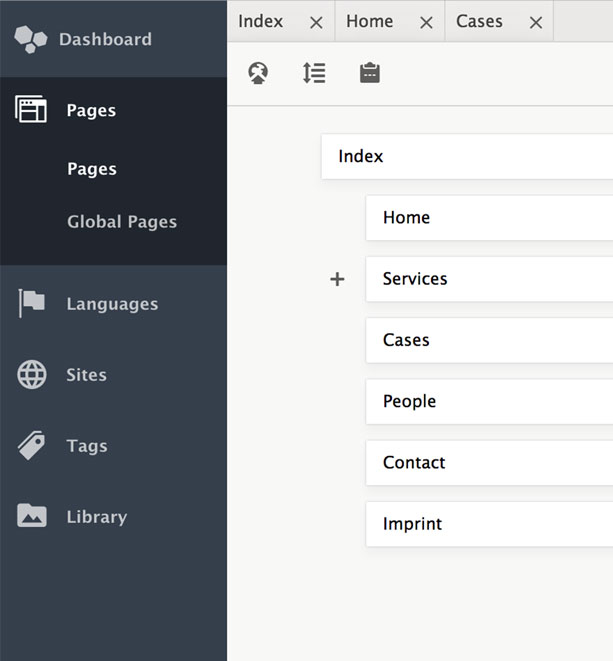 Dashboard
Pages
Pages
Global Pages
Languages
Sites
Tags
Library
Index
Home
Cases
Index
Home
Services
Cases
People
Contact
Imprint